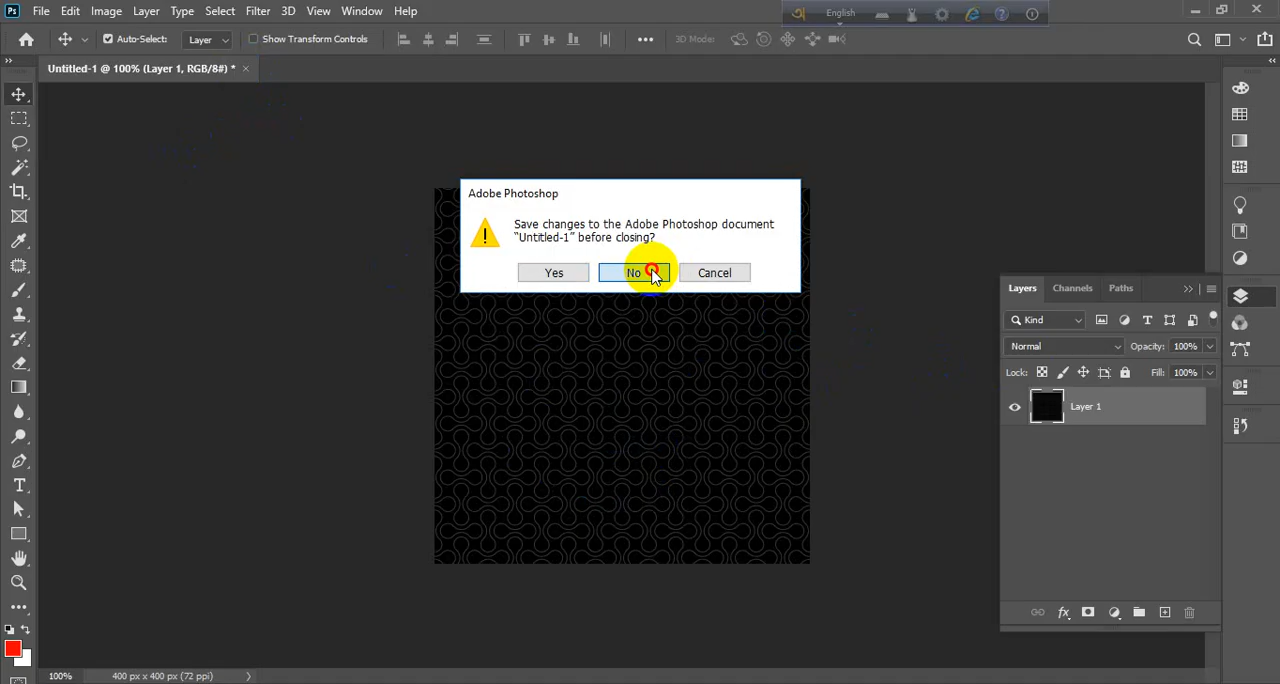 Ps File Edit Image Layer Type Select Filter 3D View Window Help
English
Auto-Select: Layer Show Transform Controls 3D Mode:
Untitled-1 @ 100% (Layer 1, RGB/8#) *
Adobe Photoshop
Save changes to the Adobe Photoshop document
“Untitled-1” before closing?
Yes No Cancel
Layers Channels Paths
Kind
Normal Opacity: 100%
Lock: Fill: 100%
Layer 1
fx
100% 400 px x 400 px (72 ppi)